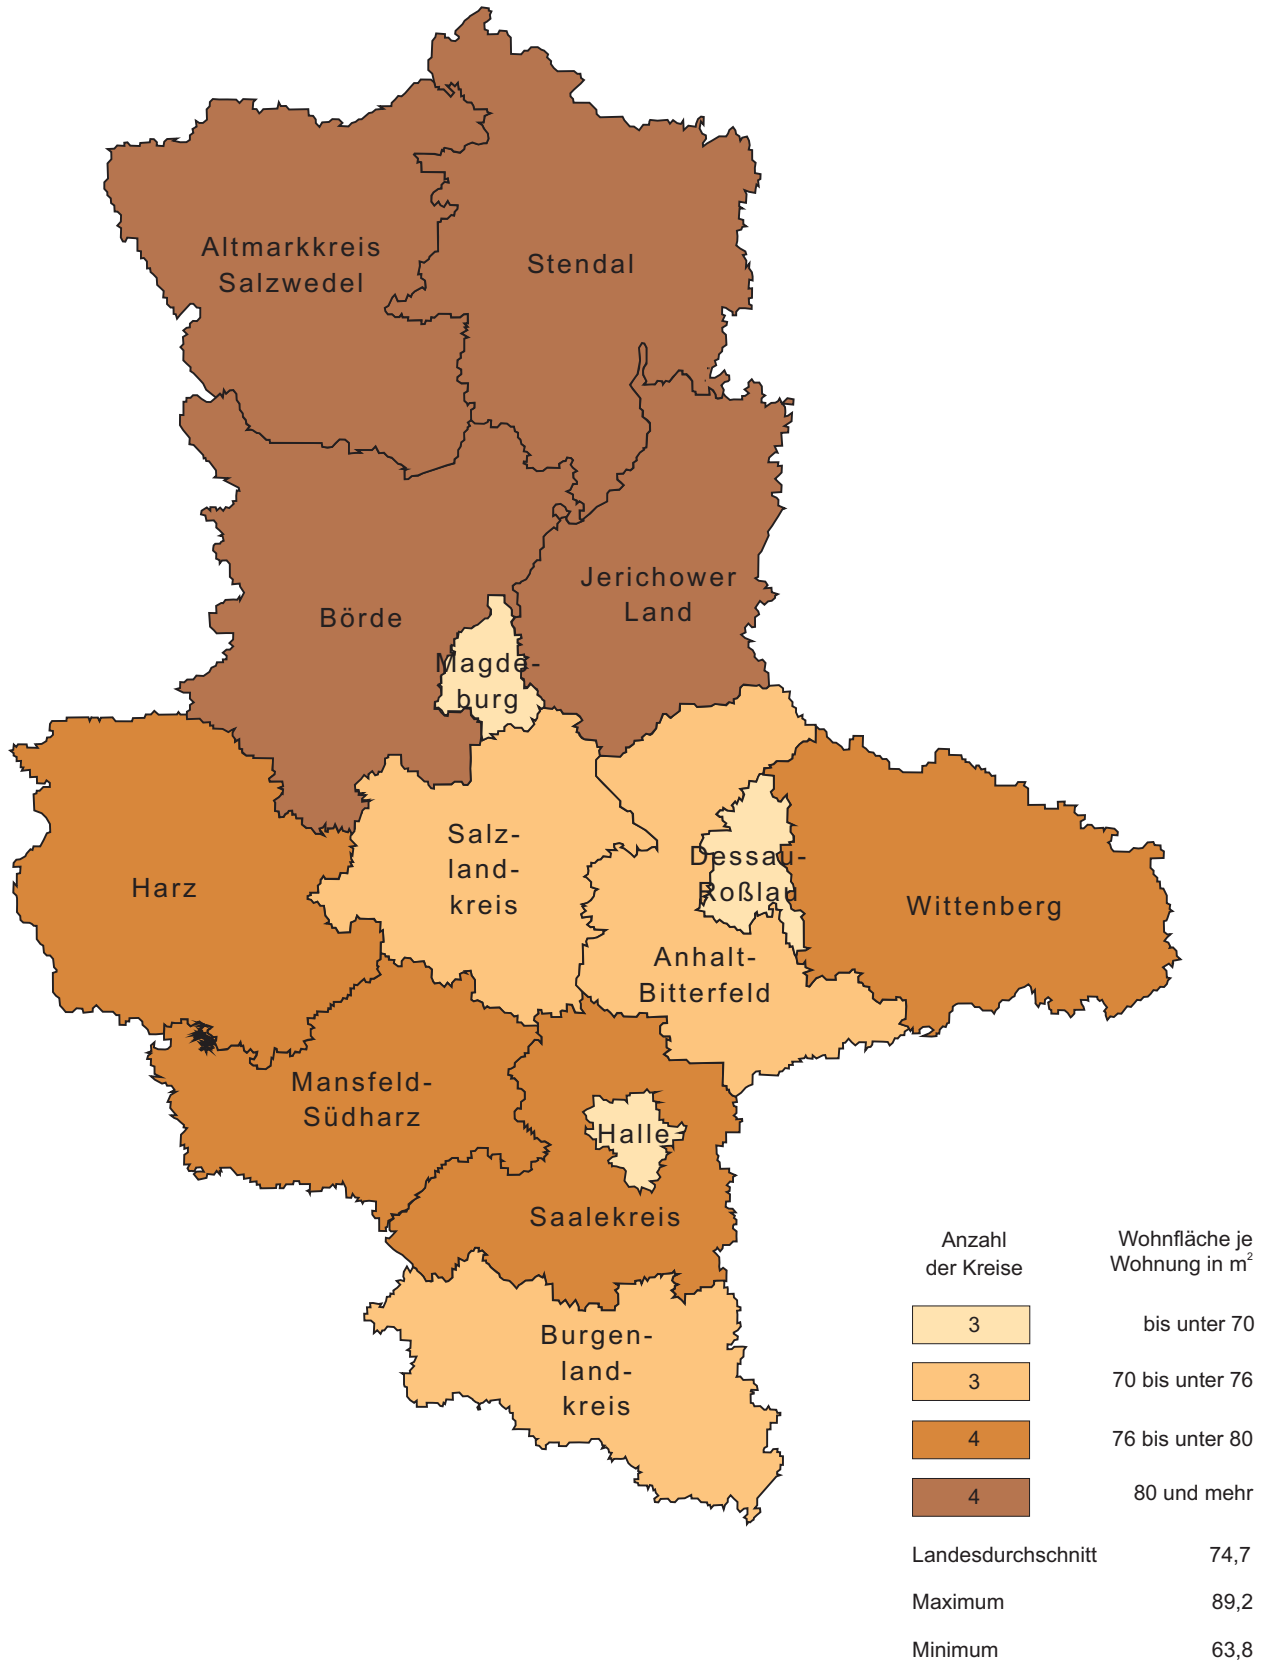 Altmarkkreis
Salzwedel
Stendal
Jerichower
Land
Börde
Magde-
burg
Salz-
land-
kreis
Dessau-
Roßlau
Harz
Wittenberg
Anhalt-
Bitterfeld
Mansfeld-
Südharz
Halle
Saalekreis
Burgen-
land-
kreis
Anzahl
der Kreise
Wohnfläche je
Wohnung in m²
3 bis unter 70
3 70 bis unter 76
4 76 bis unter 80
4 80 und mehr
Landesdurchschnitt 74,7
Maximum 89,2
Minimum 63,8